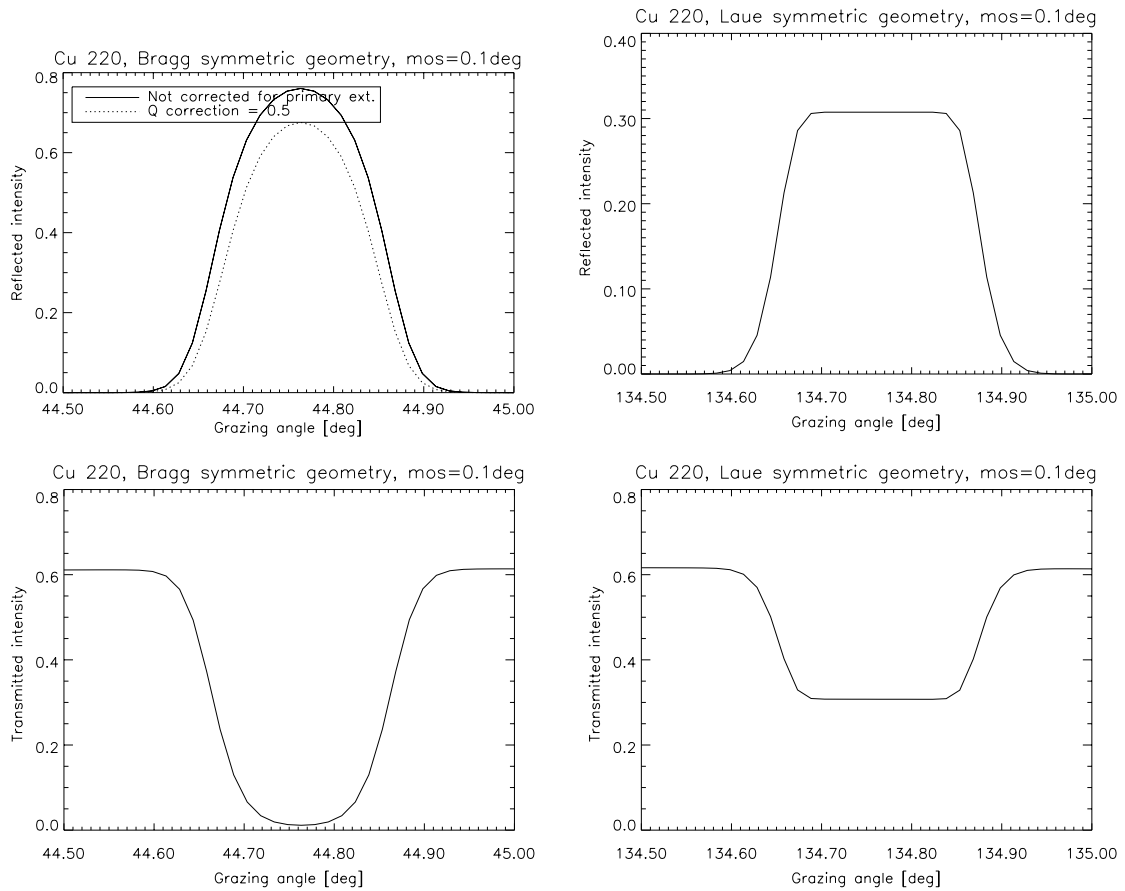 Cu 220, Bragg symmetric geometry, mos=0.1deg
0.8
0.6
0.4
0.2
0.0
Reflected intensity
Not corrected for primary ext.
Q correction = 0.5
44.50 44.60 44.70 44.80 44.90 45.00
Grazing angle [deg]
Cu 220, Laue symmetric geometry, mos=0.1deg
0.40
0.30
0.20
0.10
0.00
Reflected intensity
134.50 134.60 134.70 134.80 134.90 135.00
Grazing angle [deg]
Cu 220, Bragg symmetric geometry, mos=0.1deg
0.8
0.6
0.4
0.2
0.0
Transmitted intensity
44.50 44.60 44.70 44.80 44.90 45.00
Grazing angle [deg]
Cu 220, Laue symmetric geometry, mos=0.1deg
0.8
0.6
0.4
0.2
0.0
Transmitted intensity
134.50 134.60 134.70 134.80 134.90 135.00
Grazing angle [deg]